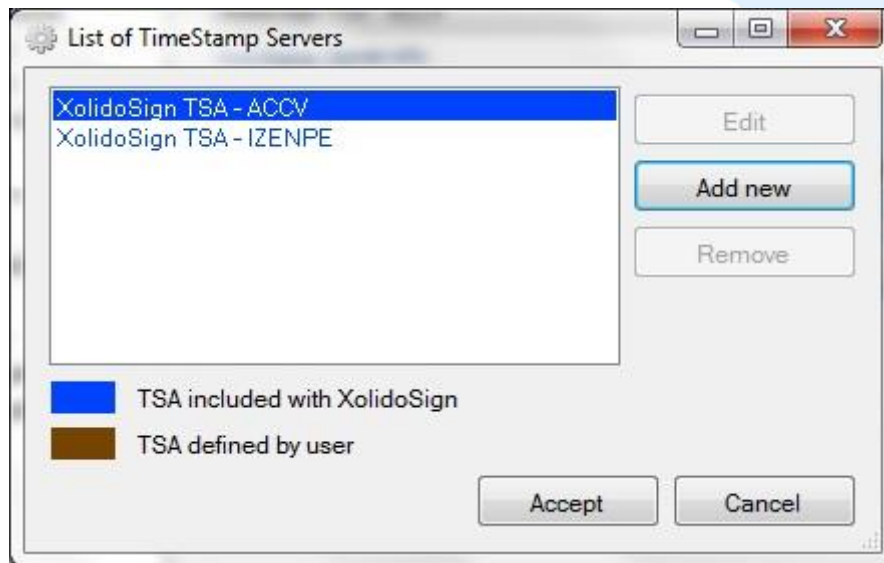 List of TimeStamp Servers
XolidoSign TSA - ACCV
XolidoSign TSA - IZENPE
Edit
Add new
Remove
TSA included with XolidoSign
TSA defined by user
Accept
Cancel